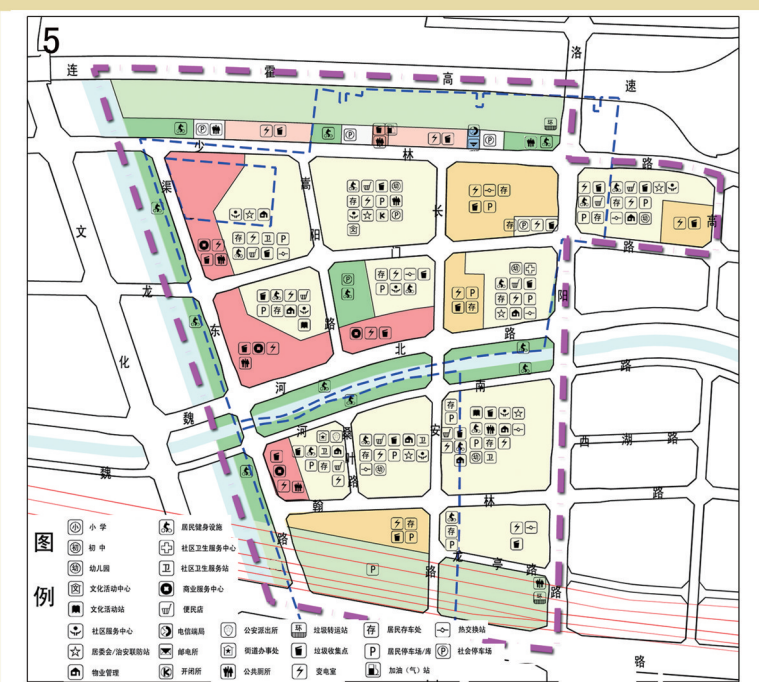 5
连 霍 高 速
洛
少 林 路
渠 嵩 长 高
文 阳 门 路
龙 阳
东 路 北 路
化 河 南 路
魏 河 桑 安 西 湖 路
魏 叶
路 林 路
翰
路 路 龙 亭 路 路
铬
图例
小 学
初 中
幼儿园
文化活动中心
文化活动站
社区服务中心
居委会/治安联防站
物业管理
居民健身设施
社区卫生服务中心
社区卫生服务站
商业服务中心
便民店
电信端局
邮电所
开闭所
公安派出所
街道办事处
公共厕所
垃圾转运站
垃圾收集点
变电室
居民存车处
居民停车场/库
加油(气)站
热交换站
社会停车场